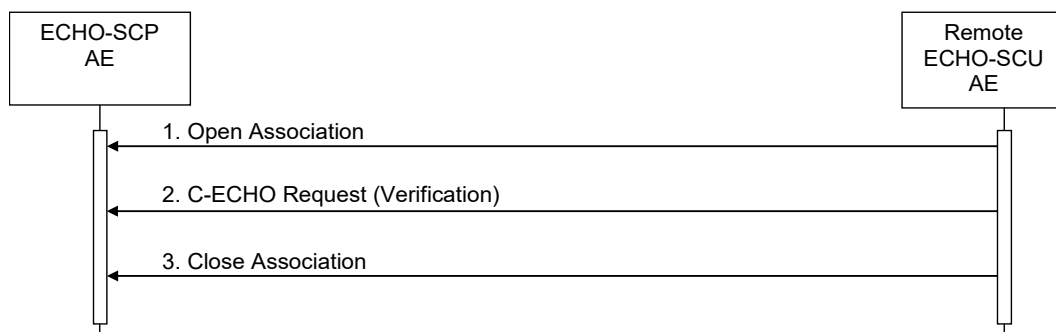 ECHO-SCP
AE
Remote
ECHO-SCU
AE
1. Open Association
2. C-ECHO Request (Verification)
3. Close Association